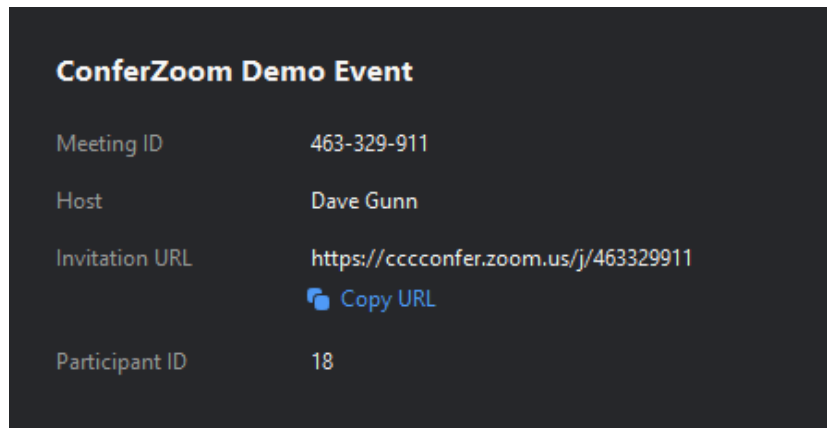 ConferZoom Demo Event
Meeting ID 463-329-911
Host Dave Gunn
Invitation URL https://cccconfer.zoom.us/j/463329911
Copy URL
Participant ID 18